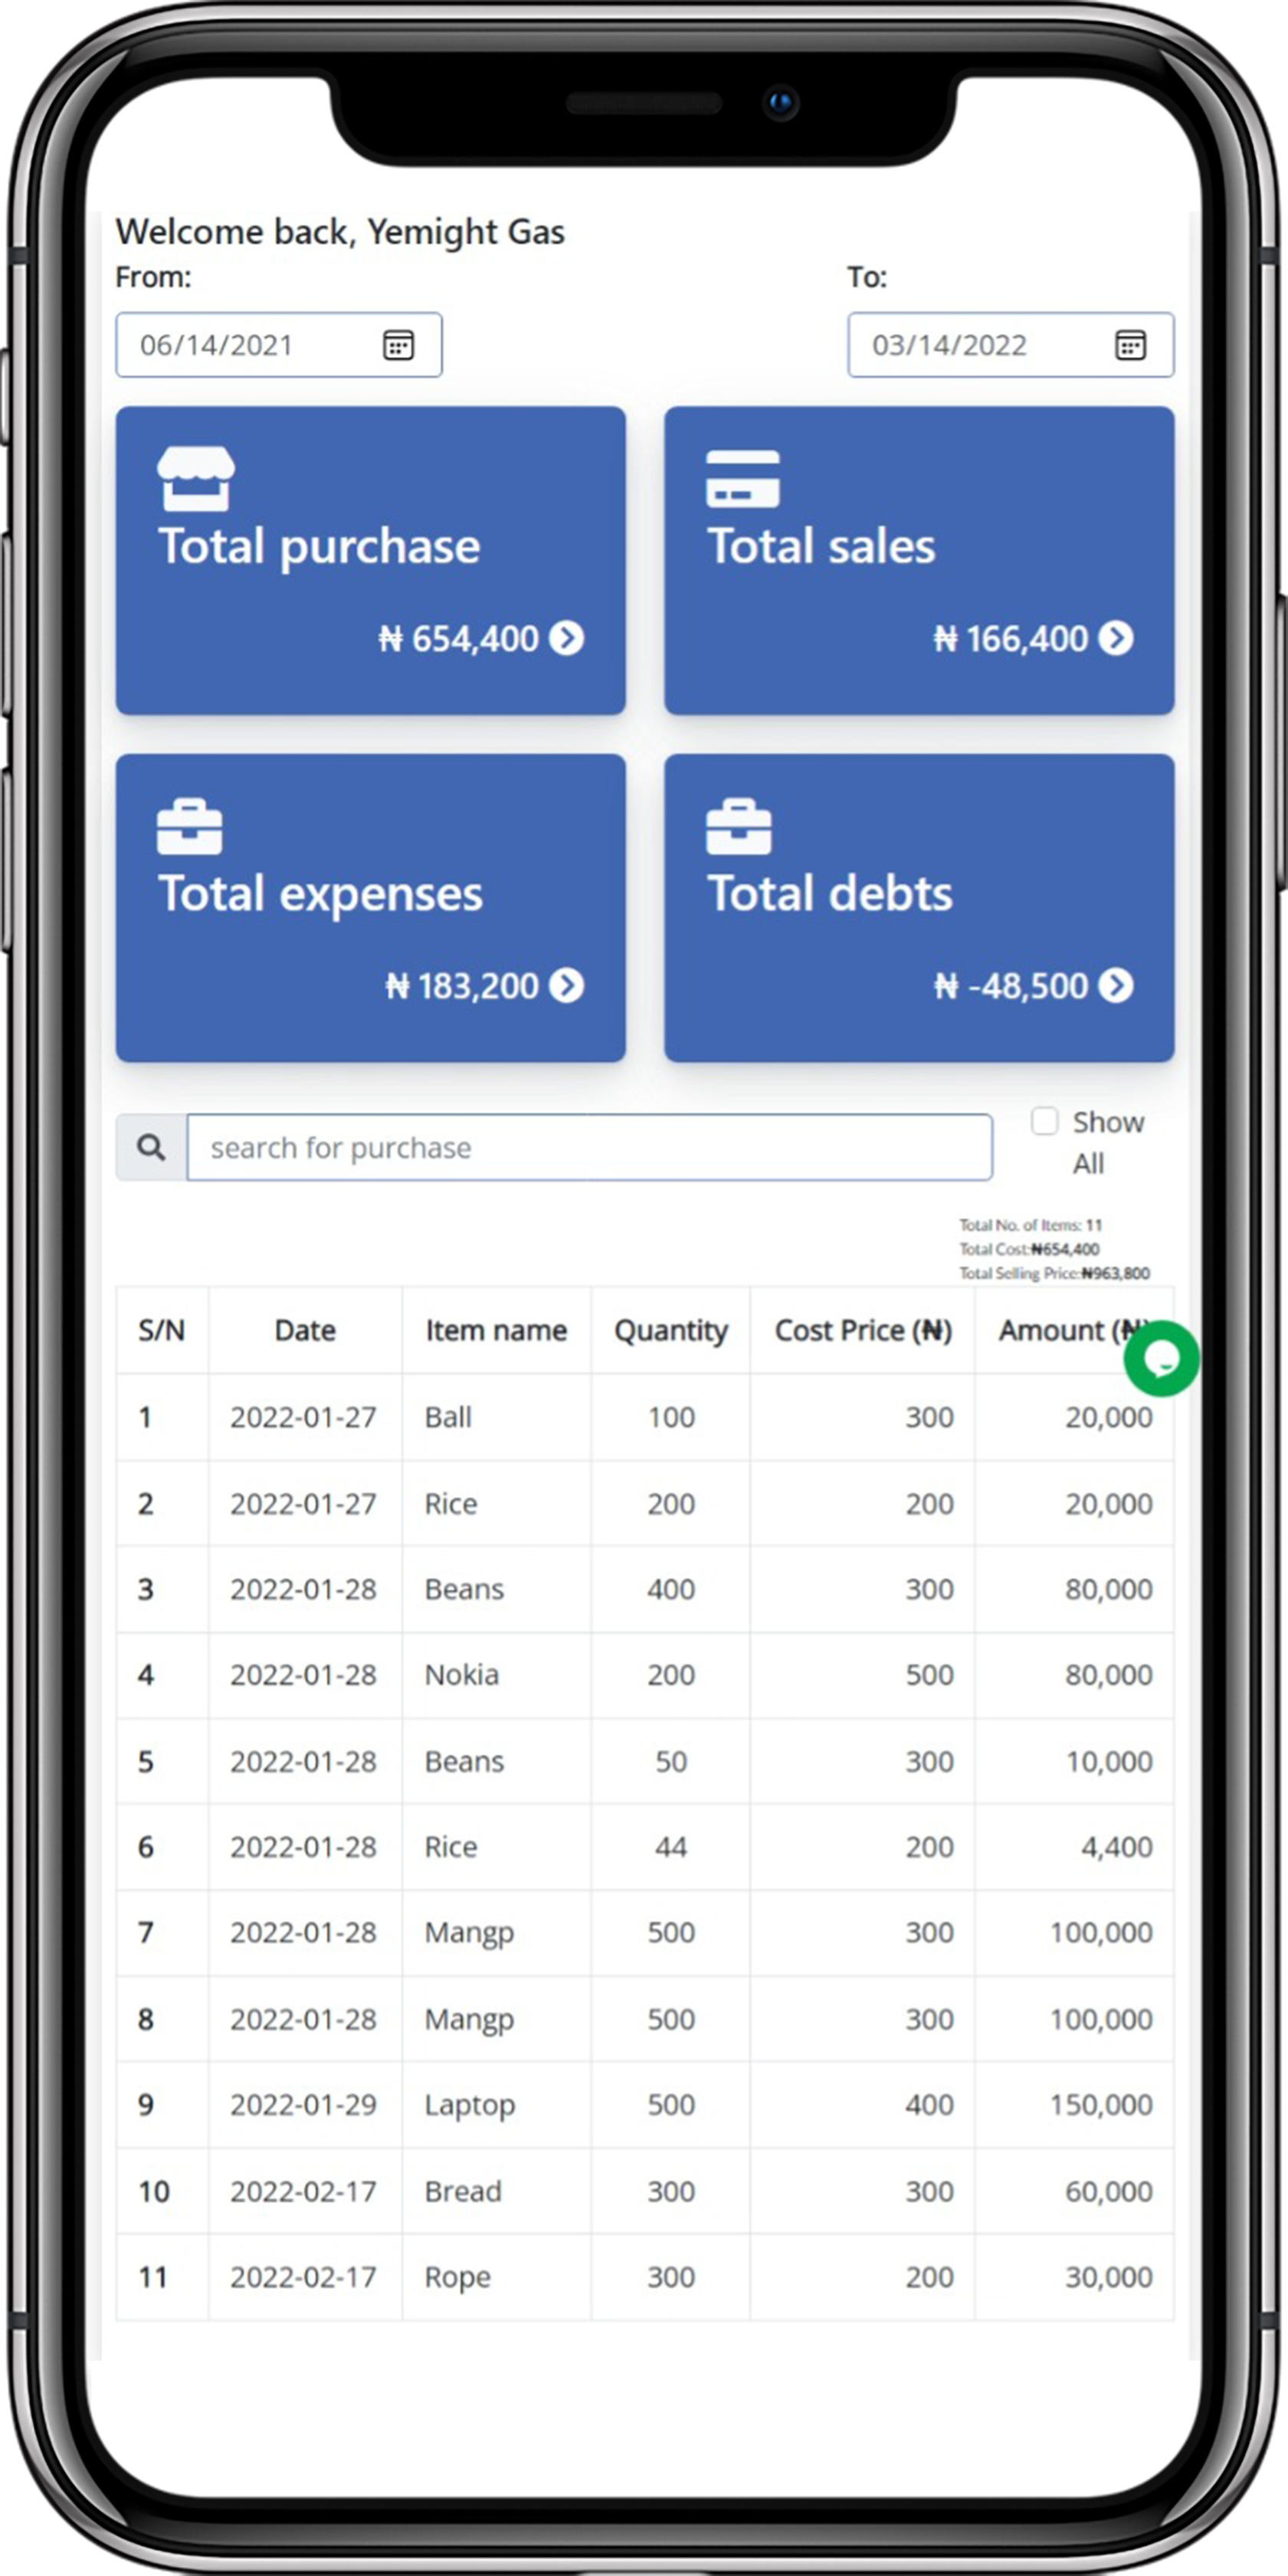 Welcome back, Yemight Gas
From: To:
06/14/2021 03/14/2022
Total purchase
₦ 654,400
Total sales
₦ 166,400
Total expenses
₦ 183,200
Total debts
₦ -48,500
search for purchase
Show
All
Total No. of Items: 11
Total Cost:₦654,400
Total Selling Price:₦963,800
S/N Date Item name Quantity Cost Price (₦) Amount (₦)
1 2022-01-27 Ball 100 300 20,000
2 2022-01-27 Rice 200 200 20,000
3 2022-01-28 Beans 400 300 80,000
4 2022-01-28 Nokia 200 500 80,000
5 2022-01-28 Beans 50 300 10,000
6 2022-01-28 Rice 44 200 4,400
7 2022-01-28 Mangp 500 300 100,000
8 2022-01-28 Mangp 500 300 100,000
9 2022-01-29 Laptop 500 400 150,000
10 2022-02-17 Bread 300 300 60,000
11 2022-02-17 Rope 300 200 30,000